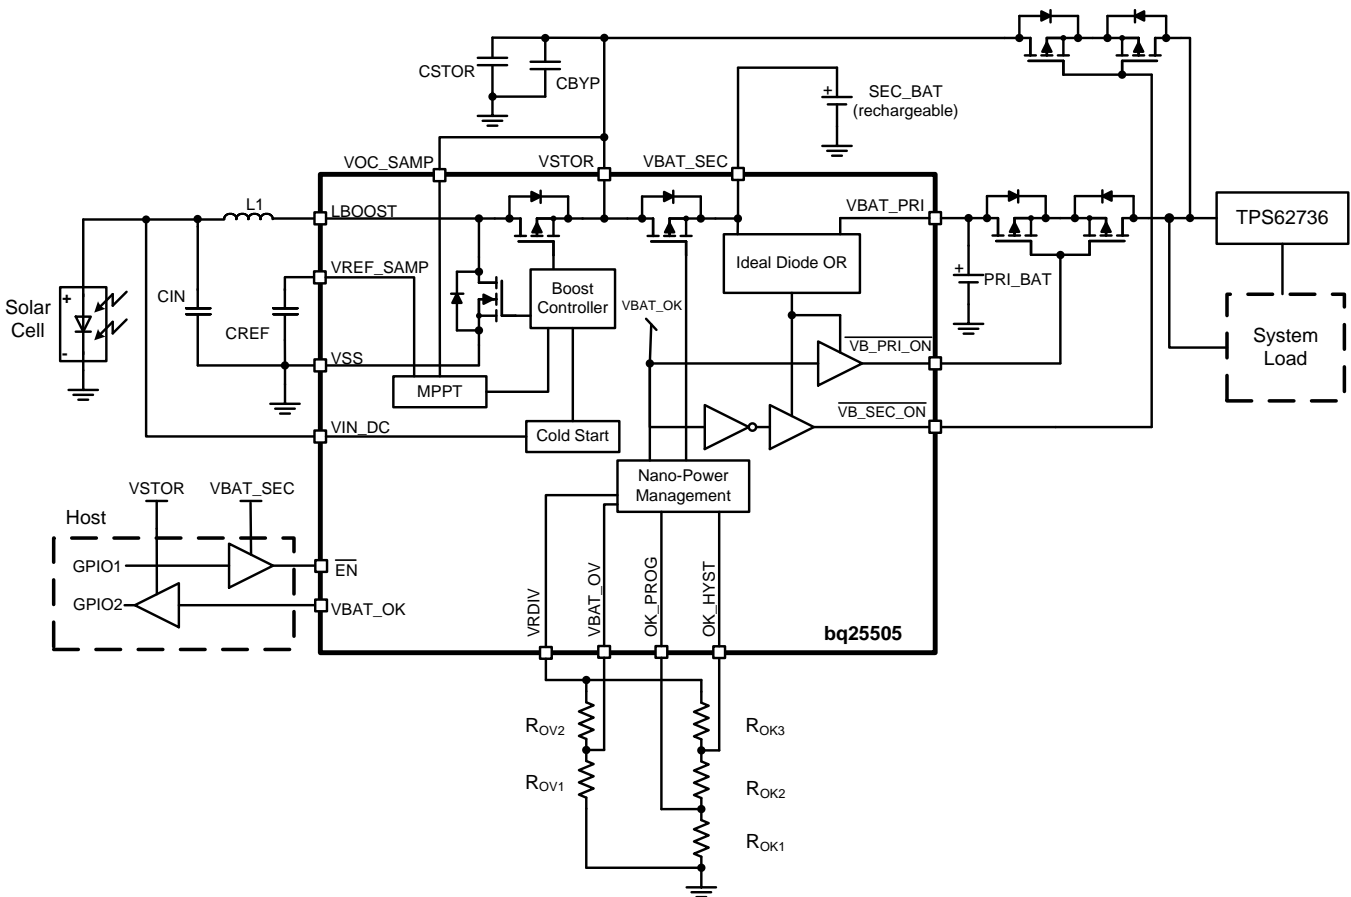 CSTOR
CBYP
SEC_BAT
(rechargeable)
VOC_SAMP
VSTOR
VBAT_SEC
L1
LBOOST
VBAT_PRI
TPS62736
Ideal Diode OR
VREF_SAMP
PRI_BAT
Solar
Cell
+
-
CIN
CREF
Boost
Controller
VBAT_OK
+
+
VB_PRI_ON
System
Load
VSS
MPPT
VB_SEC_ON
VIN_DC
Cold Start
Nano-Power
Management
VSTOR
VBAT_SEC
Host
GPIO1
EN
GPIO2
VBAT_OK
VRDIV
VBAT_OV
OK_PROG
OK_HYST
bq25505
ROV2
ROK3
ROV1
ROK2
ROK1